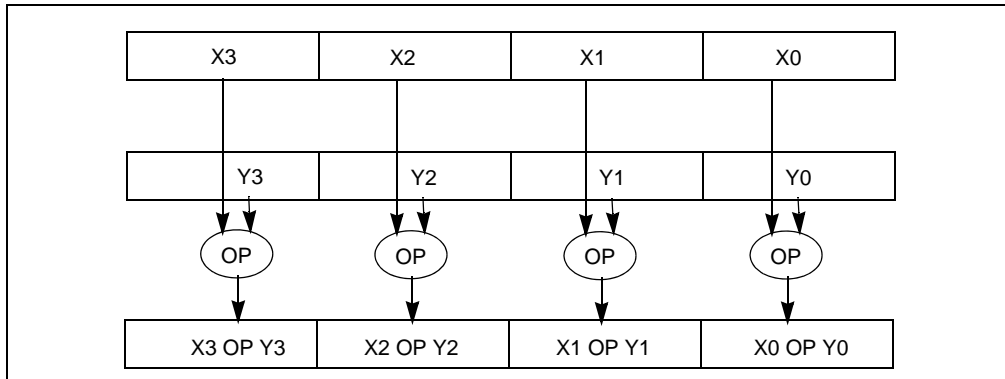 X3 X2 X1 X0
Y3 Y2 Y1 Y0
OP OP OP OP
X3 OP Y3 X2 OP Y2 X1 OP Y1 X0 OP Y0